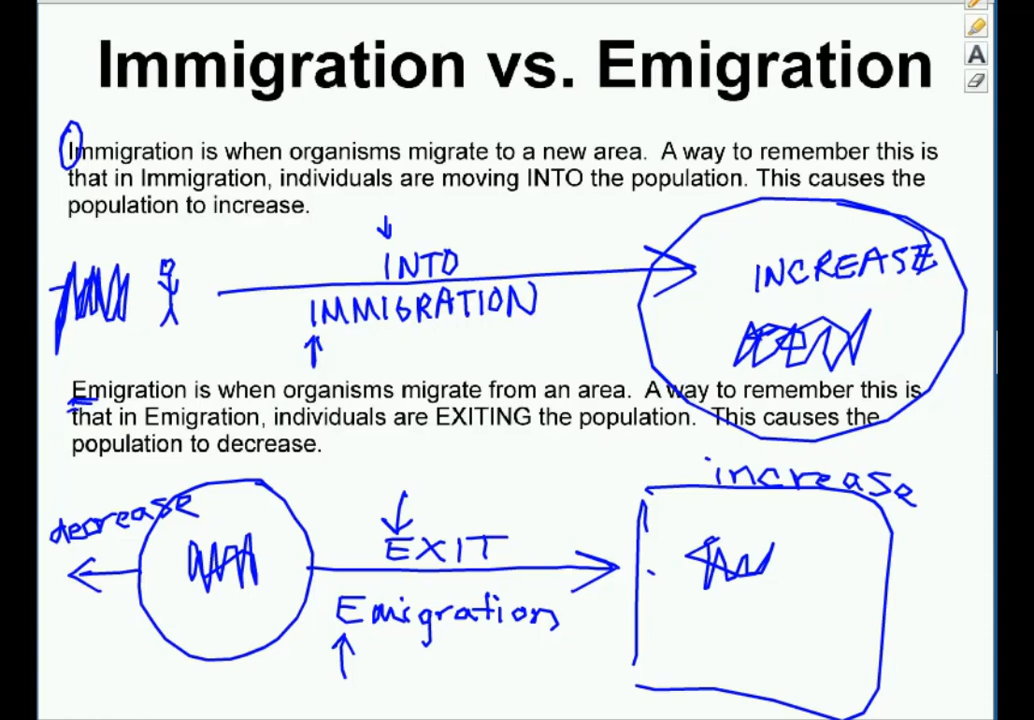 Immigration vs. Emigration
A
Immigration is when organisms migrate to a new area. A way to remember this is
that in Immigration, individuals are moving INTO the population. This causes the
population to increase.
INTO
INCREASE
IMMIGRATION
Emigration is when organisms migrate from an area. A way to remember this is
that in Emigration, individuals are EXITING the population. This causes the
population to decrease.
increase
decrease
EXIT
Emigration